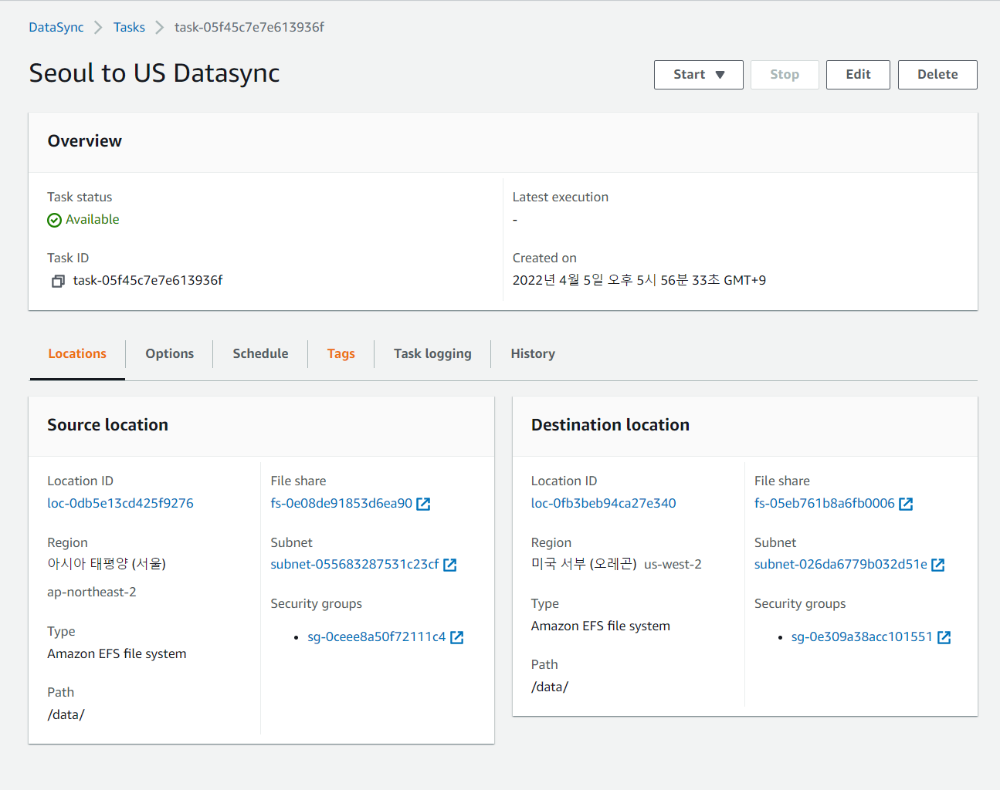 DataSync > Tasks > task-05f45c7e7e613936f
Seoul to US Datasync
Start Stop Edit Delete
Overview
Task status
Available
Task ID
task-05f45c7e7e613936f
Latest execution
-
Created on
2022년 4월 5일 오후 5시 56분 33초 GMT+9
Locations Options Schedule Tags Task logging History
Source location
Location ID
loc-0db5e13cd425f9276
Region
아시아 태평양 (서울)
ap-northeast-2
Type
Amazon EFS file system
Path
/data/
File share
fs-0e08de91853d6ea90
Subnet
subnet-055683287531c23cf
Security groups
• sg-0ceee8a50f72111c4
Destination location
Location ID
loc-0fb3beb94ca27e340
Region
미국 서부 (오레곤) us-west-2
Type
Amazon EFS file system
Path
/data/
File share
fs-05eb761b8a6fb0006
Subnet
subnet-026da6779b032d51e
Security groups
• sg-0e309a38acc101551